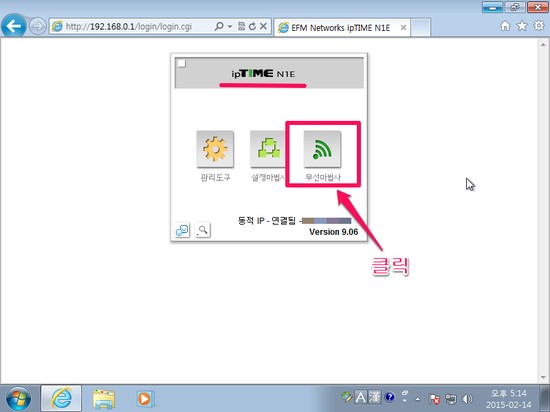 http://192.168.0.1/login/login.cgi
EFM Networks ipTIME N1E
ipTIME N1E
관리도구
설정마법사
무선마법사
동적 IP - 연결됨 -
Version 9.06
클릭
A 漢
오후 5:14
2015-02-14